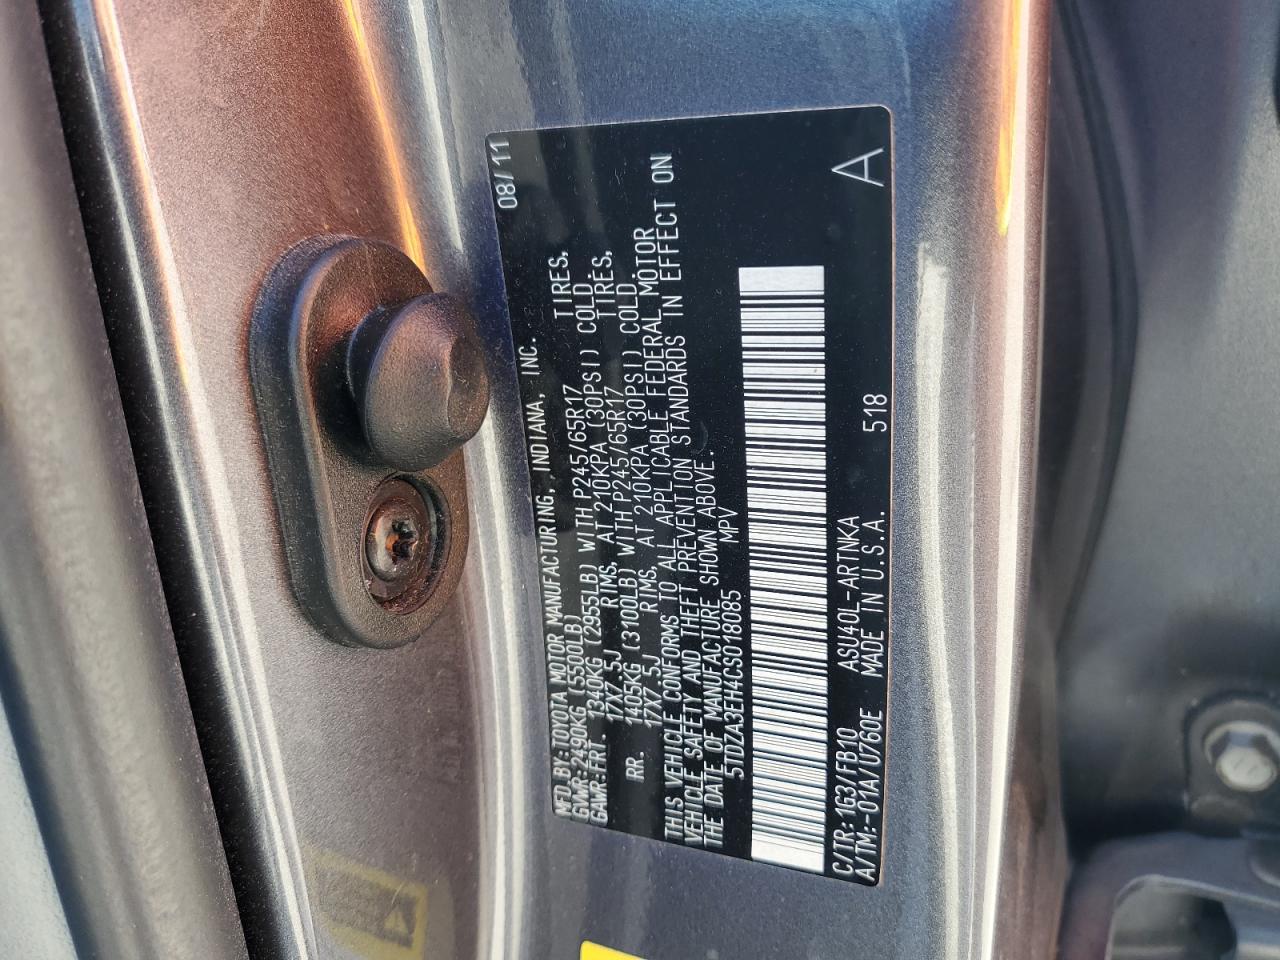 MFD.BY: TOYOTA MOTOR MANUFACTURING, INDIANA, INC. 08/11
GVWR: 2490KG (5500LB)
GAWR: FRT. 1340KG (2955LB) WITH P245/65R17 TIRES,
17X7.5J RIMS, AT 210KPA (30PSI) COLD.
RR. 1405KG (3100LB) WITH P245/65R17 TIRES,
17X7.5J RIMS, AT 210KPA (30PSI) COLD.
THIS VEHICLE CONFORMS TO ALL APPLICABLE FEDERAL MOTOR
VEHICLE SAFETY AND THEFT PREVENTION STANDARDS IN EFFECT ON
THE DATE OF MANUFACTURE SHOWN ABOVE.
5TDZA3EH4CS018085 MPV
C/TR: 1G3/FB10 ASU40L-ARTNKA 518 A
A/TM: -01A/U760E MADE IN U.S.A.